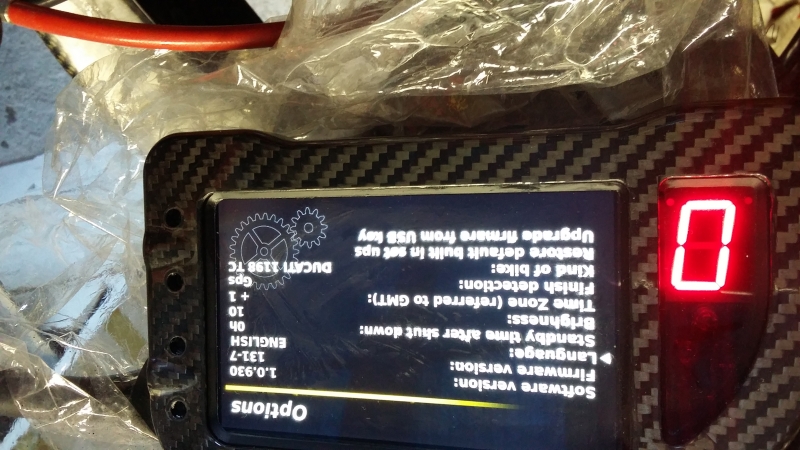 Options
Software version: 1.0.930
Firmware version: 131-7
Language: ENGLISH
Standby time after shut down: 0h
Brighness: 10
Time Zone (referred to GMT): + 1
Finish detection: Gps
Kind of bike: DUCATI 1198 TC
Restore default built in set ups
Upgrade firmare from USB key
0